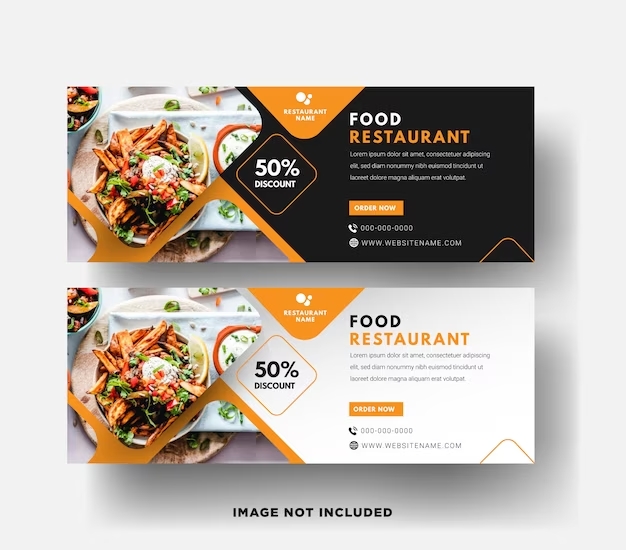 RESTAURANT
NAME
50%
DISCOUNT
FOOD
RESTAURANT
Lorem ipsum dolor sit amet, consectetuer
adipiscing elit, sed diam nonummy nibh
euismod tincidunt ut laoreet dolore magna
aliquam erat volutpat.
ORDER NOW
000-000-0000
WWW.WEBSITENAME.COM
RESTAURANT
NAME
50%
DISCOUNT
FOOD
RESTAURANT
Lorem ipsum dolor sit amet, consectetuer
adipiscing elit, sed diam nonummy nibh
euismod tincidunt ut laoreet dolore magna
aliquam erat volutpat.
ORDER NOW
000-000-0000
WWW.WEBSITENAME.COM
IMAGE NOT INCLUDED